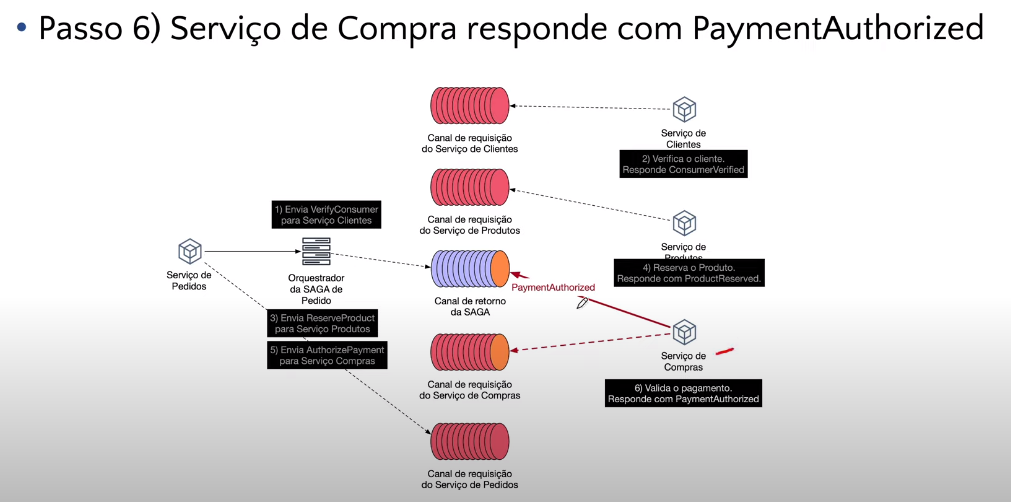 • Passo 6) Serviço de Compra responde com PaymentAuthorized
Canal de requisição
do Serviço de Clientes
Serviço de
Clientes
2) Verifica o cliente.
Responde ConsumerVerified
Canal de requisição
do Serviço de Produtos
Serviço de
Produtos
4) Reserva o Produto.
Responde com ProductReserved.
1) Envia VerifyConsumer
para Serviço Clientes
Serviço de
Pedidos
Orquestrador
da SAGA de
Pedido
Canal de retorno
da SAGA
PaymentAuthorized
3) Envia ReserveProduct
para Serviço Produtos
5) Envia AuthorizePayment
para Serviço Compras
Serviço de
Compras
6) Valida o pagamento.
Responde com PaymentAuthorized
Canal de requisição
do Serviço de Compras
Canal de requisição
do Serviço de Pedidos